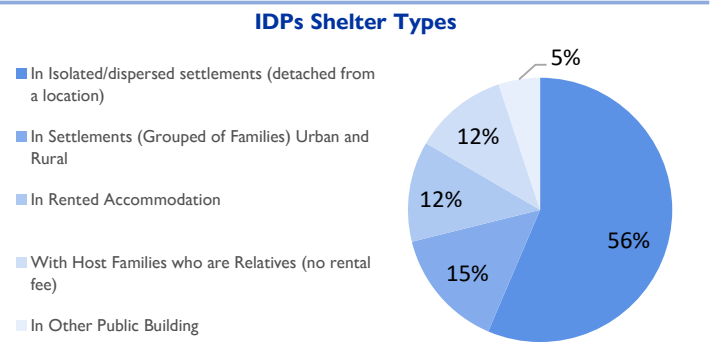 IDPs Shelter Types
In Isolated/dispersed settlements (detached from
a location)
In Settlements (Grouped of Families) Urban and
Rural
In Rented Accommodation
With Host Families who are Relatives (no rental
fee)
In Other Public Building
5%
12%
12%
15%
56%